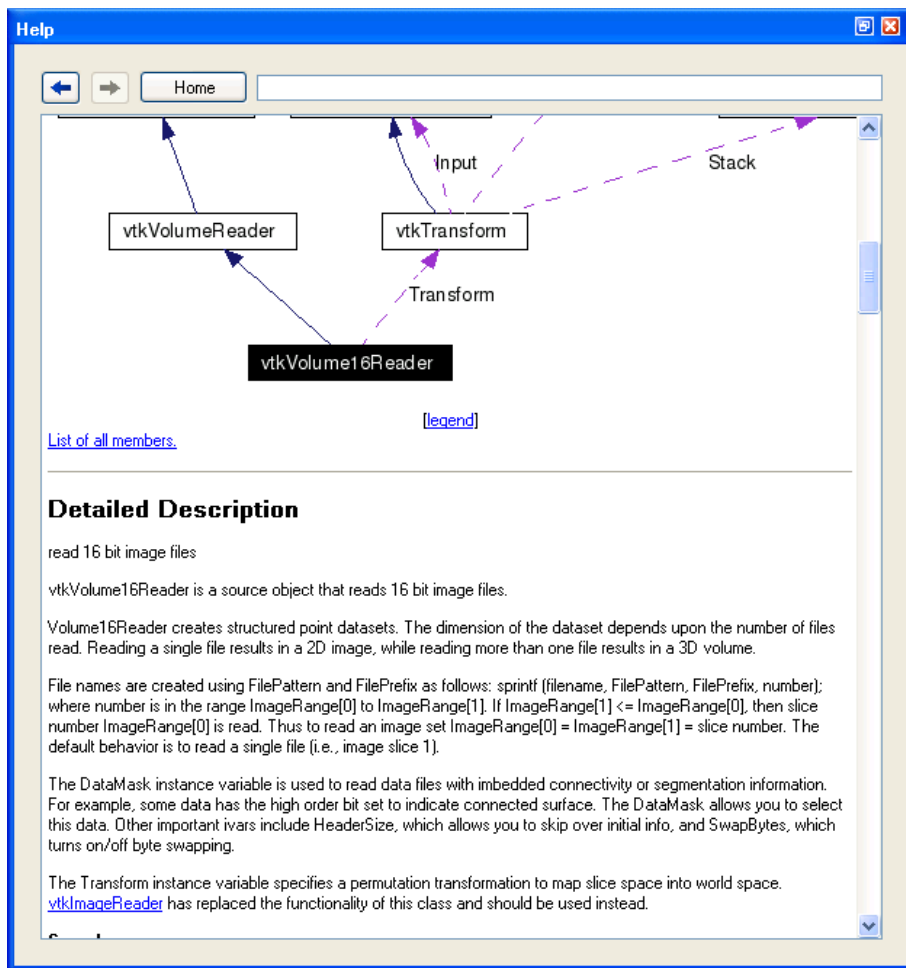 Help
Home
Input
Stack
vtkVolumeReader
vtkTransform
Transform
vtkVolume16Reader
[legend]
List of all members.
Detailed Description
read 16 bit image files
vtkVolume16Reader is a source object that reads 16 bit image files.
Volume16Reader creates structured point datasets. The dimension of the dataset depends upon the number of files
read. Reading a single file results in a 2D image, while reading more than one file results in a 3D volume.
File names are created using FilePattern and FilePrefix as follows: sprintf (filename, FilePattern, FilePrefix, number);
where number is in the range ImageRange[0] to ImageRange[1]. If ImageRange[1] <= ImageRange[0], then slice
number ImageRange[0] is read. Thus to read an image set ImageRange[0] = ImageRange[1] = slice number. The
default behavior is to read a single file (i.e., image slice 1).
The DataMask instance variable is used to read data files with imbedded connectivity or segmentation information.
For example, some data has the high order bit set to indicate connected surface. The DataMask allows you to select
this data. Other important ivars include HeaderSize, which allows you to skip over initial info, and SwapBytes, which
turns on/off byte swapping.
The Transform instance variable specifies a permutation transformation to map slice space into world space.
vtkImageReader has replaced the functionality of this class and should be used instead.